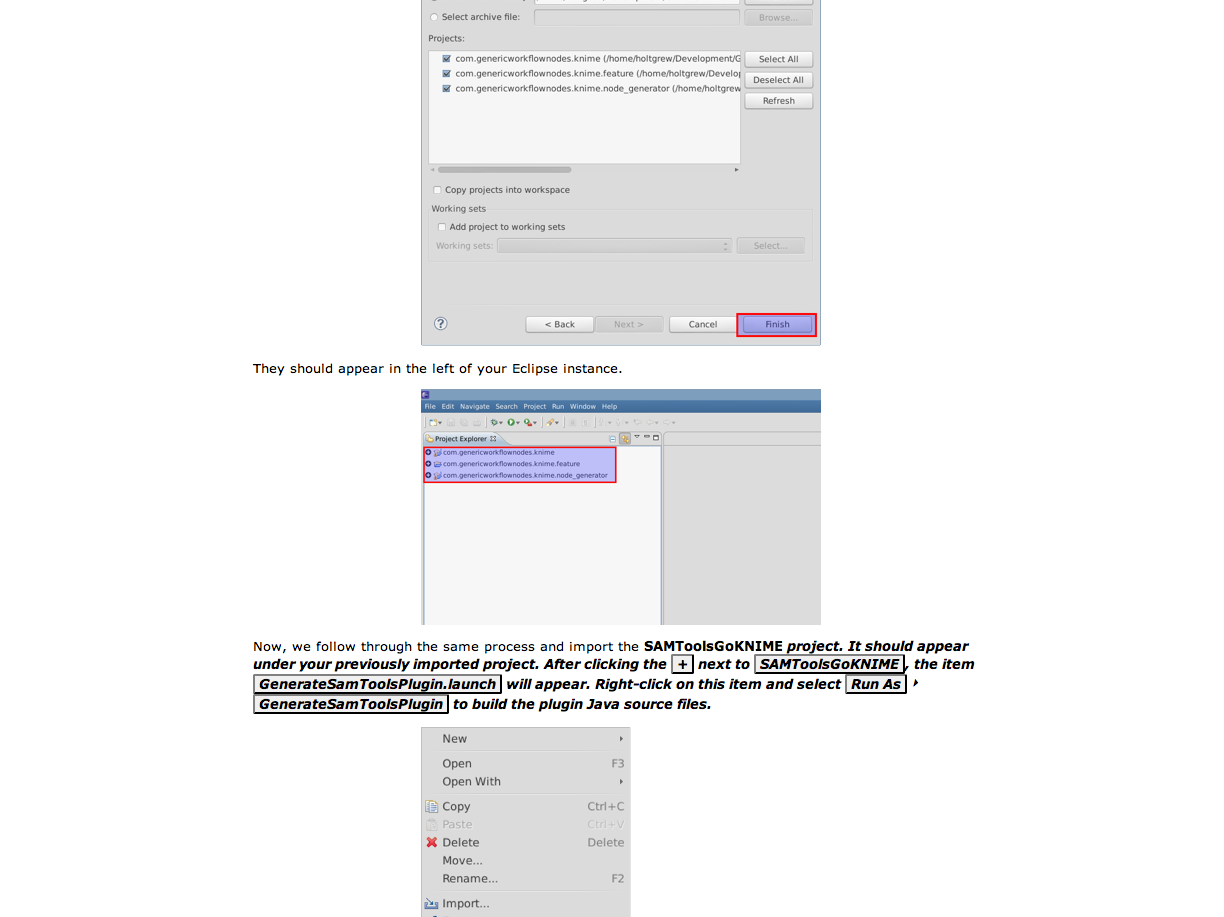 Select archive file:
Browse...
Projects:
com.genericworkflownodes.knime (/home/holtgrew/Development/G
Select All
com.genericworkflownodes.knime.feature (/home/holtgrew/Develop
Deselect All
com.genericworkflownodes.knime.node_generator (/home/holtgrew
Refresh
Copy projects into workspace
Working sets
Add project to working sets
Working sets:
Select...
< Back
Next >
Cancel
Finish
They should appear in the left of your Eclipse instance.
File Edit Navigate Search Project Run Window Help
Project Explorer
com.genericworkflownodes.knime
com.genericworkflownodes.knime.feature
com.genericworkflownodes.knime.node_generator
Now, we follow through the same process and import the SAMToolsGoKNIME project. It should appear
under your previously imported project. After clicking the + next to SAMToolsGoKNIME, the item
GenerateSamToolsPlugin.launch will appear. Right-click on this item and select Run As ‣
GenerateSamToolsPlugin to build the plugin Java source files.
New
Open F3
Open With
Copy Ctrl+C
Paste Ctrl+V
Delete Delete
Move...
Rename... F2
Import...